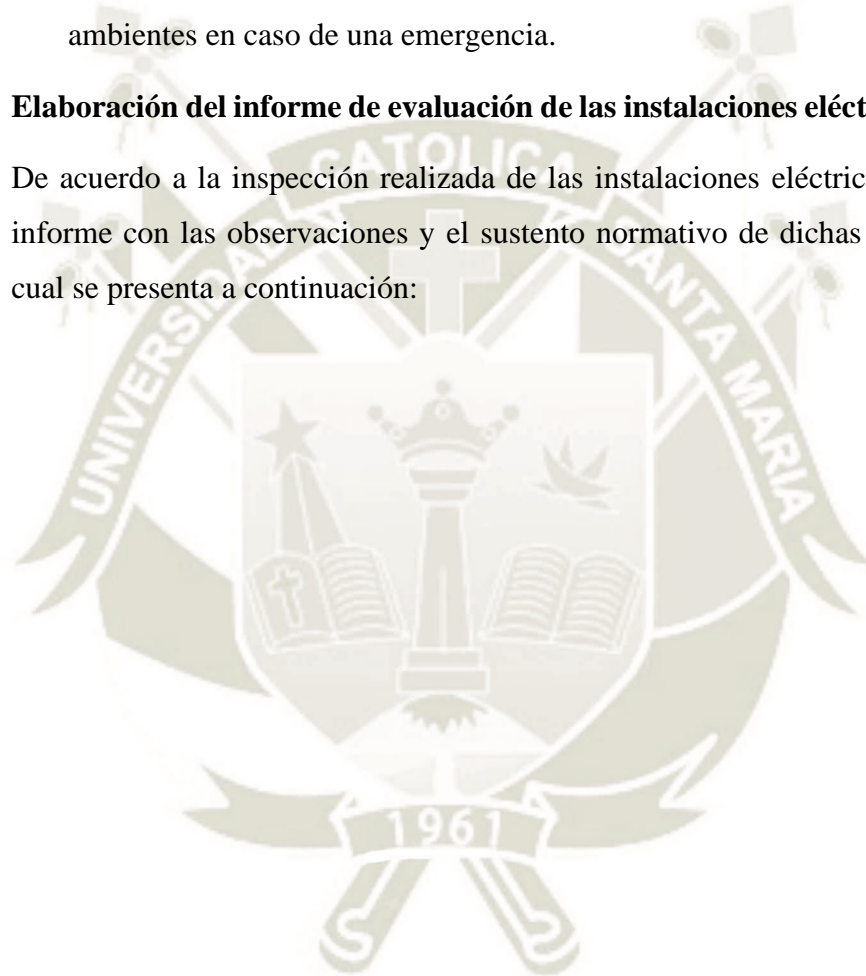 ambientes en caso de una emergencia.
Elaboración del informe de evaluación de las instalaciones eléct
De acuerdo a la inspección realizada de las instalaciones eléctric
informe con las observaciones y el sustento normativo de dichas
cual se presenta a continuación:
UNIVERSIDAD CATOLICA SANTA MARIA
1961